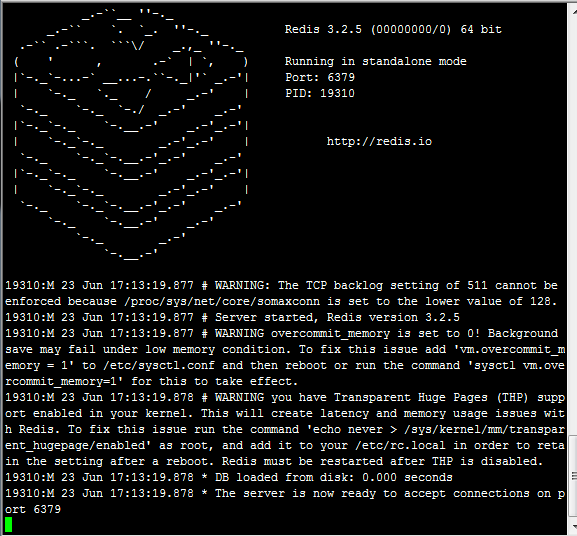 Redis 3.2.5 (00000000/0) 64 bit
Running in standalone mode
Port: 6379
PID: 19310
http://redis.io
19310:M 23 Jun 17:13:19.877 # WARNING: The TCP backlog setting of 511 cannot be
enforced because /proc/sys/net/core/somaxconn is set to the lower value of 128.
19310:M 23 Jun 17:13:19.877 # Server started, Redis version 3.2.5
19310:M 23 Jun 17:13:19.877 # WARNING overcommit_memory is set to 0! Background
save may fail under low memory condition. To fix this issue add 'vm.overcommit_m
emory = 1' to /etc/sysctl.conf and then reboot or run the command 'sysctl vm.ove
rcommit_memory=1' for this to take effect.
19310:M 23 Jun 17:13:19.878 # WARNING you have Transparent Huge Pages (THP) supp
ort enabled in your kernel. This will create latency and memory usage issues wit
h Redis. To fix this issue run the command 'echo never > /sys/kernel/mm/transpar
ent_hugepage/enabled' as root, and add it to your /etc/rc.local in order to reta
in the setting after a reboot. Redis must be restarted after THP is disabled.
19310:M 23 Jun 17:13:19.878 * DB loaded from disk: 0.000 seconds
19310:M 23 Jun 17:13:19.878 * The server is now ready to accept connections on p
ort 6379